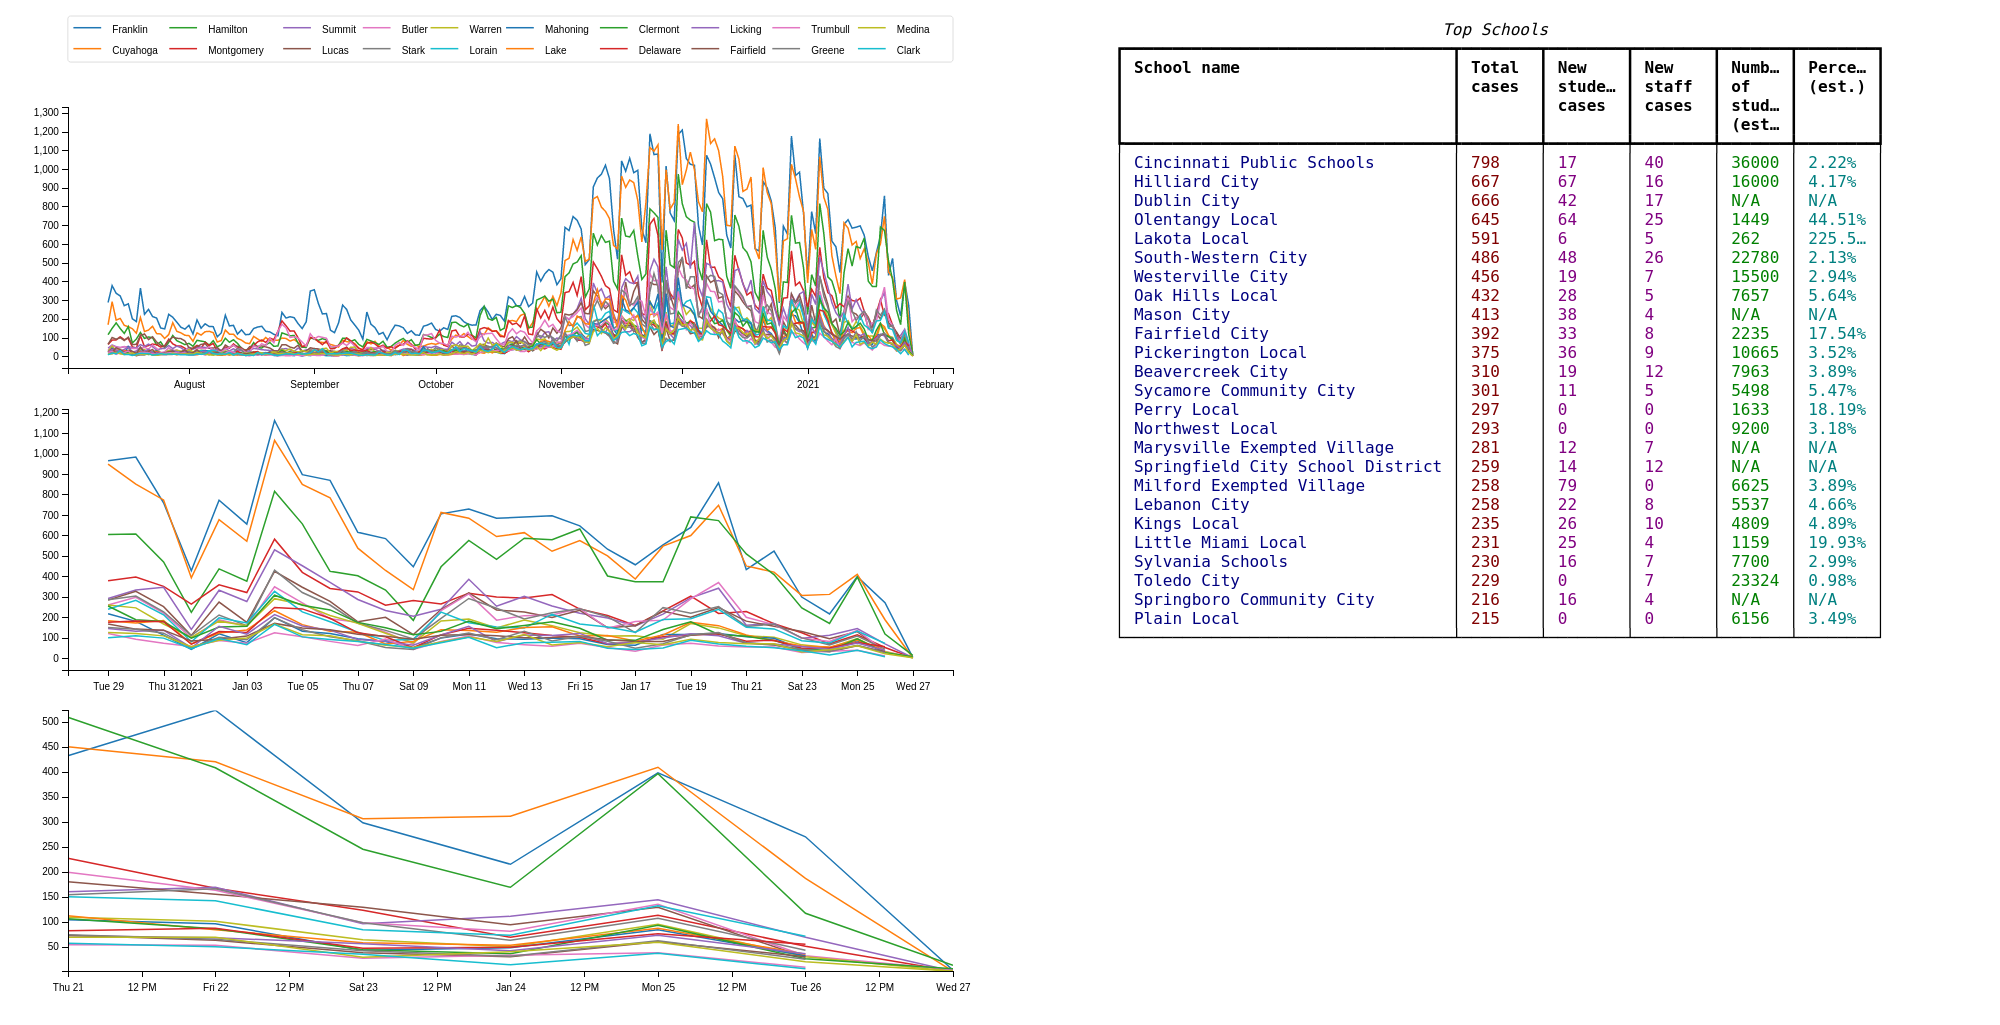 Franklin Hamilton Summit Butler Warren Mahoning Clermont Licking Trumbull Medina
Cuyahoga Montgomery Lucas Stark Lorain Lake Delaware Fairfield Greene Clark
1,300
1,200
1,100
1,000
900
800
700
600
500
400
300
200
100
0
August September October November December 2021 February
1,200
1,100
1,000
900
800
700
600
500
400
300
200
100
0
Tue 29 Thu 31 2021 Jan 03 Tue 05 Thu 07 Sat 09 Mon 11 Wed 13 Fri 15 Jan 17 Tue 19 Thu 21 Sat 23 Mon 25 Wed 27
500
450
400
350
300
250
200
150
100
50
Thu 21 12 PM Fri 22 12 PM Sat 23 12 PM Jan 24 12 PM Mon 25 12 PM Tue 26 12 PM Wed 27
Top Schools
School name Total New New Numb… Perce…
cases stude… staff of (est.)
cases cases stud…
(est…
Cincinnati Public Schools 798 17 40 36000 2.22%
Hilliard City 667 67 16 16000 4.17%
Dublin City 666 42 17 N/A N/A
Olentangy Local 645 64 25 1449 44.51%
Lakota Local 591 6 5 262 225.5…
South-Western City 486 48 26 22780 2.13%
Westerville City 456 19 7 15500 2.94%
Oak Hills Local 432 28 5 7657 5.64%
Mason City 413 38 4 N/A N/A
Fairfield City 392 33 8 2235 17.54%
Pickerington Local 375 36 9 10665 3.52%
Beavercreek City 310 19 12 7963 3.89%
Sycamore Community City 301 11 5 5498 5.47%
Perry Local 297 0 0 1633 18.19%
Northwest Local 293 0 0 9200 3.18%
Marysville Exempted Village 281 12 7 N/A N/A
Springfield City School District 259 14 12 N/A N/A
Milford Exempted Village 258 79 0 6625 3.89%
Lebanon City 258 22 8 5537 4.66%
Kings Local 235 26 10 4809 4.89%
Little Miami Local 231 25 4 1159 19.93%
Sylvania Schools 230 16 7 7700 2.99%
Toledo City 229 0 7 23324 0.98%
Springboro Community City 216 16 4 N/A N/A
Plain Local 215 0 0 6156 3.49%